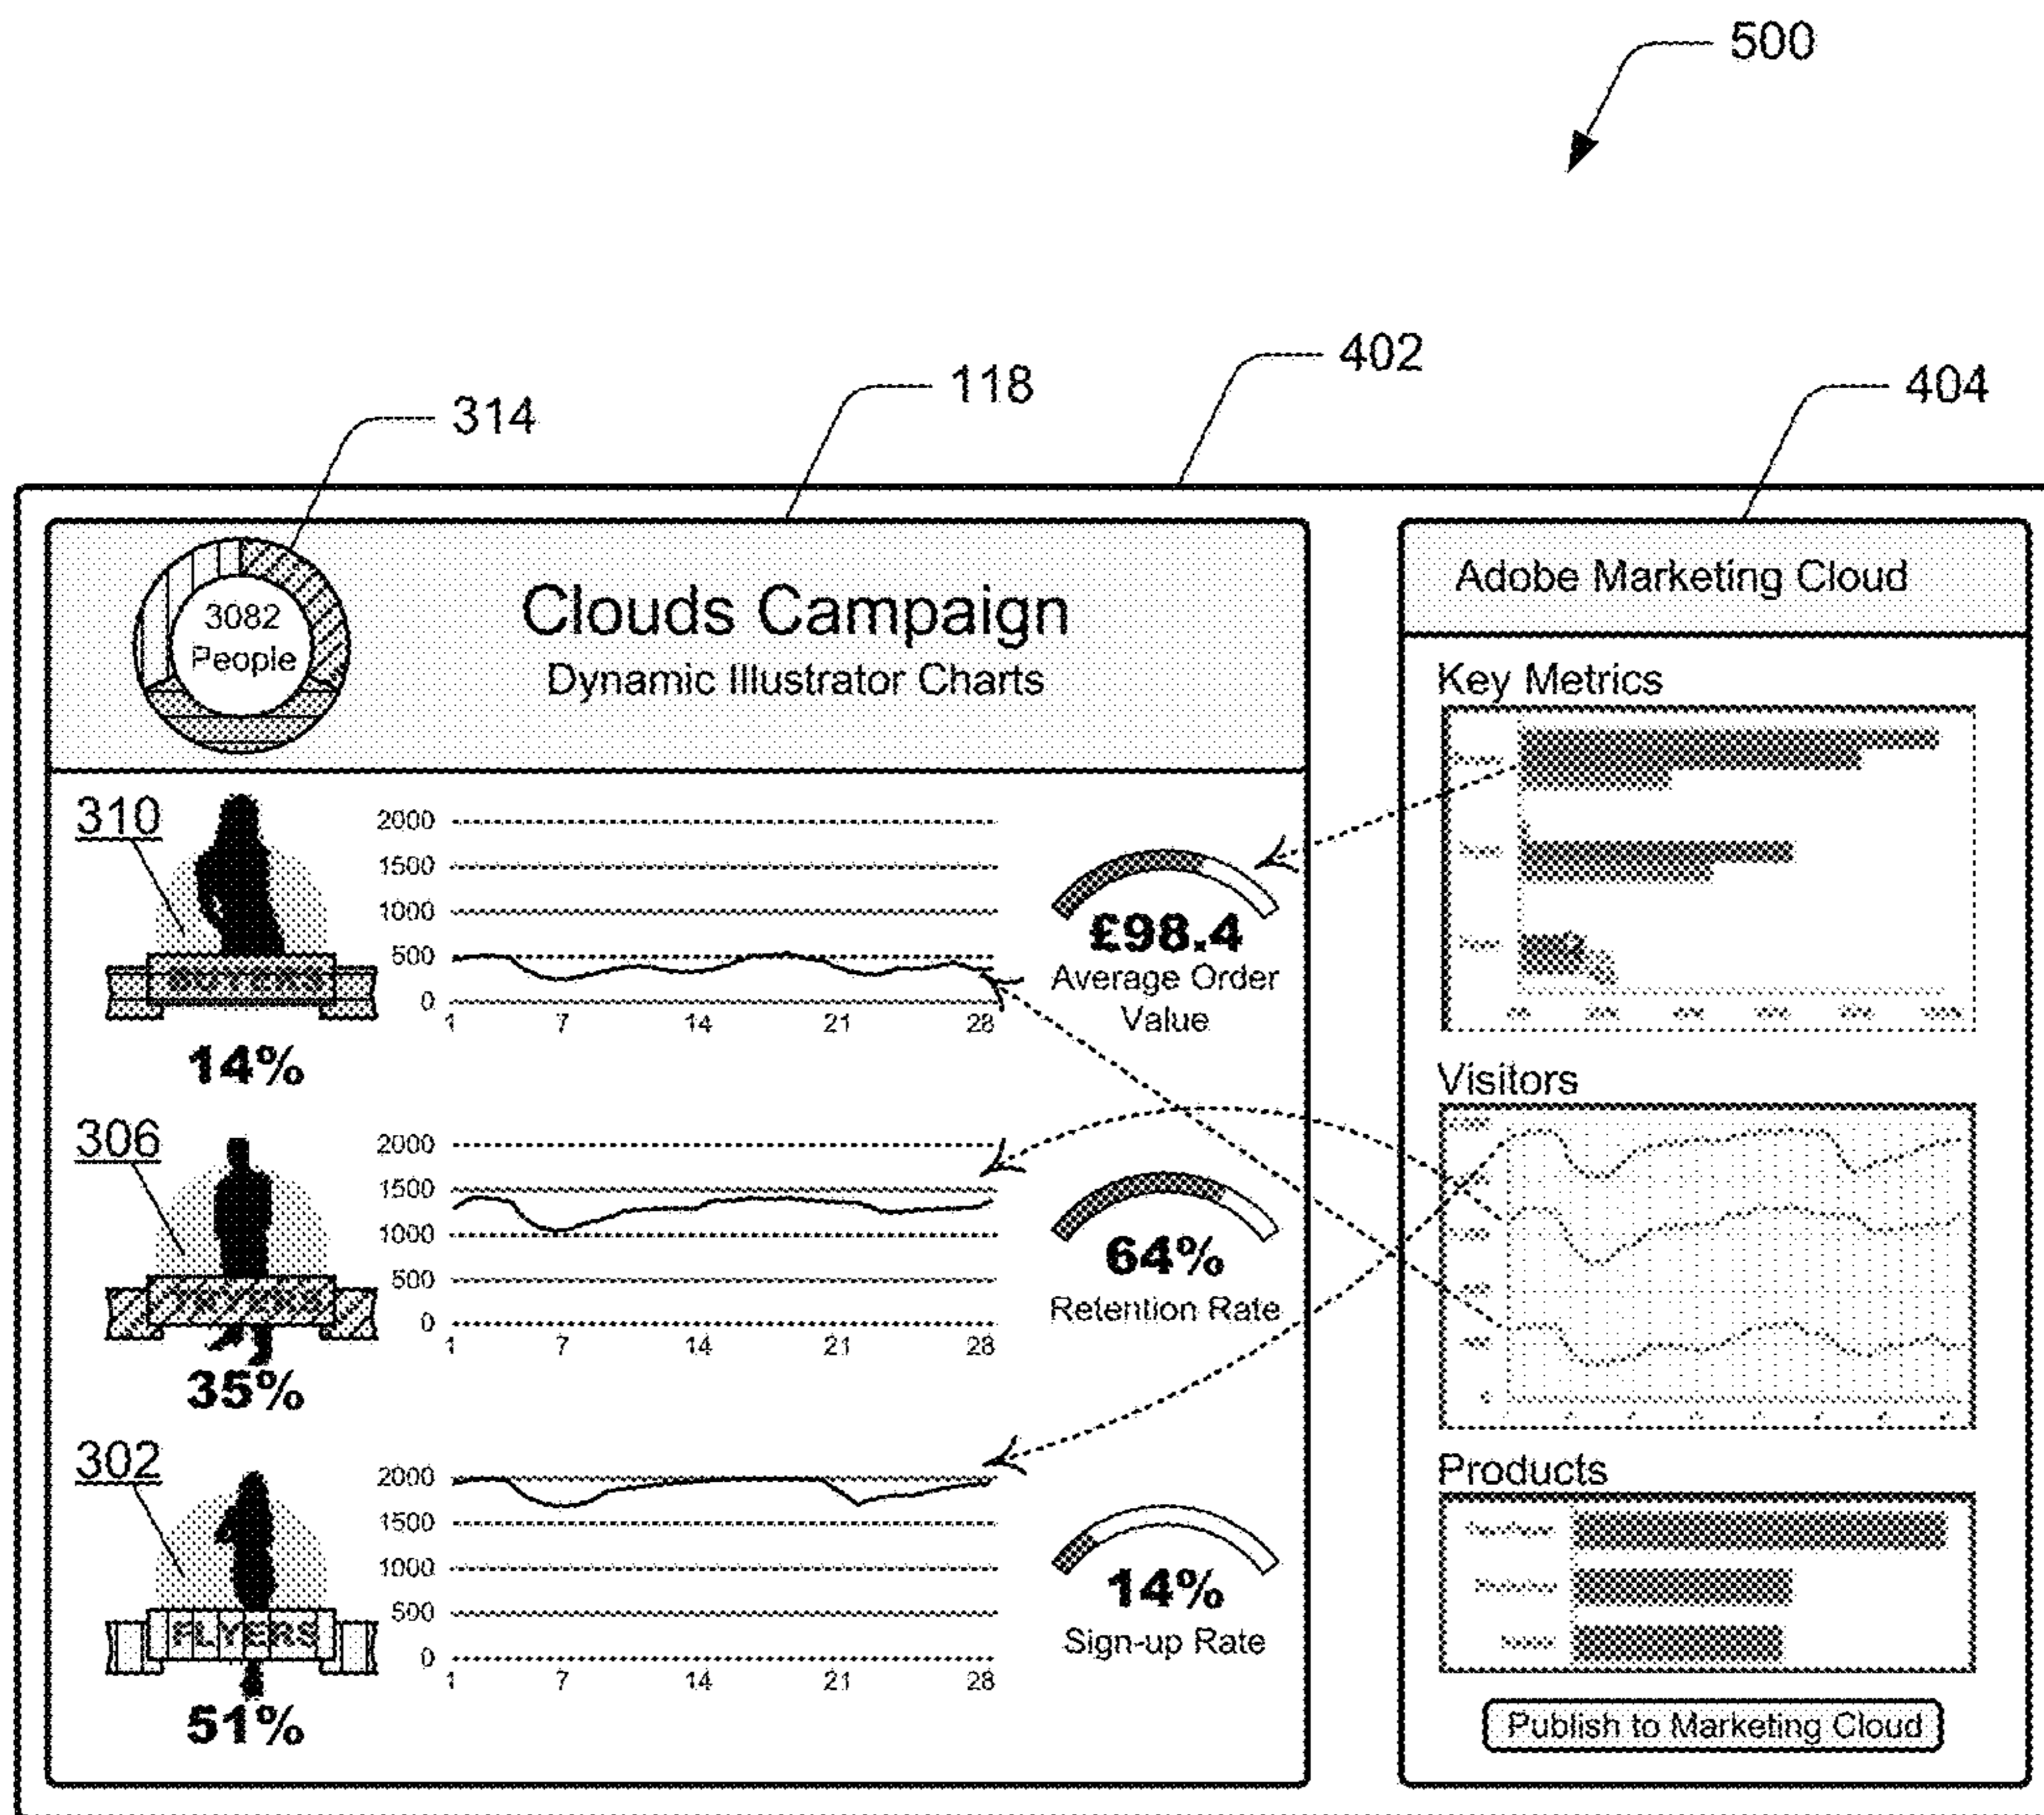 500
402
118
404
314
3082
People
Clouds Campaign
Dynamic Illustrator Charts
310
BUYERS
14%
2000
1500
1000
500
0
1 7 14 21 28
£98.4
Average Order
Value
306
TRYERS
35%
2000
1500
1000
500
0
1 7 14 21 28
64%
Retention Rate
302
FLYERS
51%
2000
1500
1000
500
0
1 7 14 21 28
14%
Sign-up Rate
Adobe Marketing Cloud
Key Metrics
Visitors
Products
Publish to Marketing Cloud